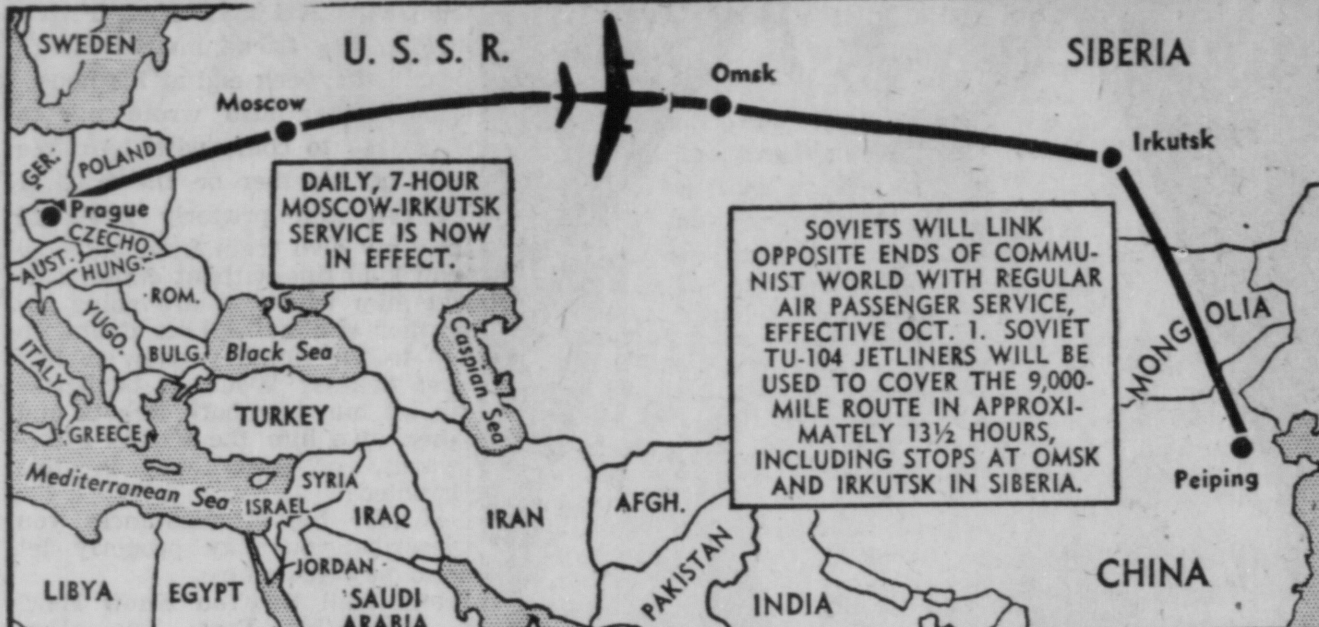 SWEDEN
U. S. S. R.
SIBERIA
Moscow
Omsk
Irkutsk
GER.
POLAND
Prague
CZECHO.
AUST.
HUNG.
ROM.
YUGO.
BULG.
ITALY
GREECE
Black Sea
Caspian Sea
TURKEY
DAILY, 7-HOUR
MOSCOW-IRKUTSK
SERVICE IS NOW
IN EFFECT.
SOVIETS WILL LINK
OPPOSITE ENDS OF COMMU-
NIST WORLD WITH REGULAR
AIR PASSENGER SERVICE,
EFFECTIVE OCT. 1. SOVIET
TU-104 JETLINERS WILL BE
USED TO COVER THE 9,000-
MILE ROUTE IN APPROXI-
MATELY 13½ HOURS,
INCLUDING STOPS AT OMSK
AND IRKUTSK IN SIBERIA.
MONGOLIA
Peiping
Mediterranean Sea
SYRIA
ISRAEL
IRAQ
IRAN
AFGH.
JORDAN
PAKISTAN
LIBYA
EGYPT
SAUDI
ARABIA
INDIA
CHINA